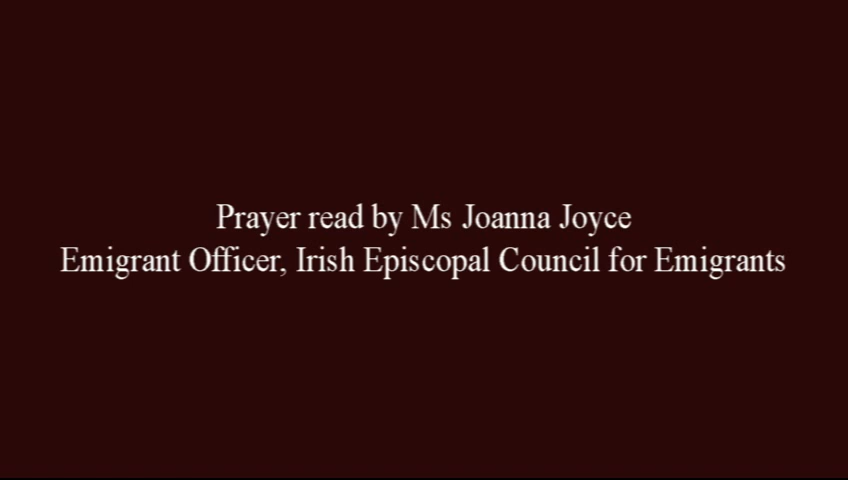 Prayer read by Ms Joanna Joyce
Emigrant Officer, Irish Episcopal Council for Emigrants